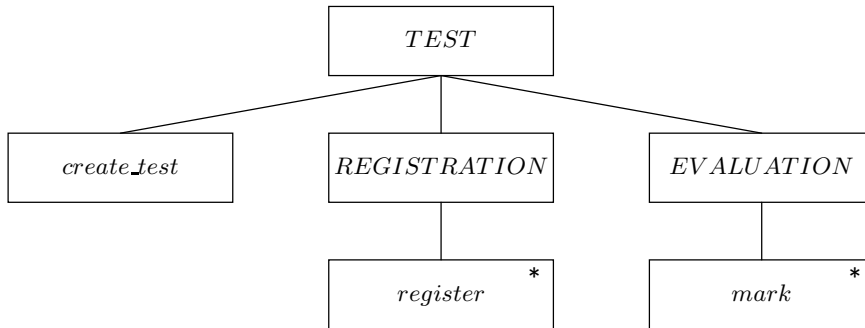 TEST
create_test
REGISTRATION
EVALUATION
*
register
*
mark